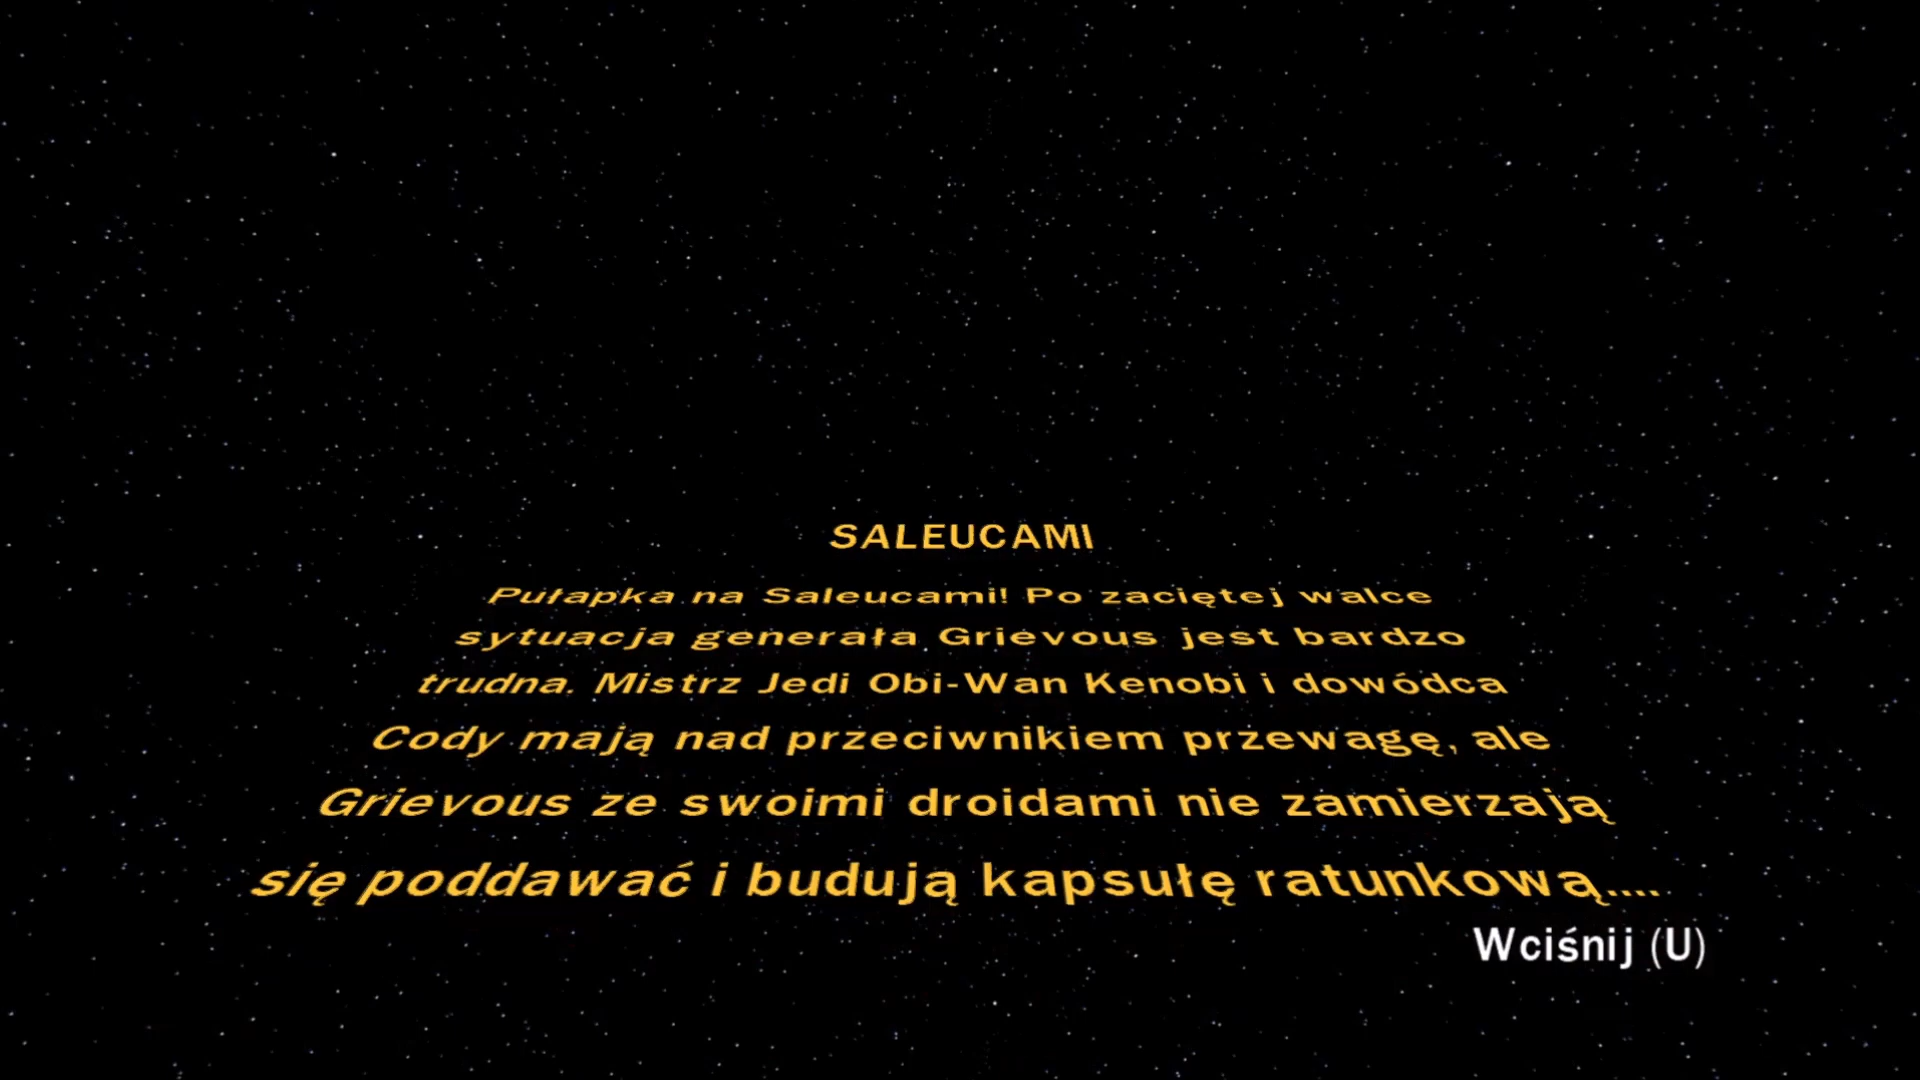 SALEUCAMI
Pułapka na Saleucami! Po zaciętej walce
sytuacja generała Grievous jest bardzo
trudna. Mistrz Jedi Obi-Wan Kenobi i dowódca
Cody mają nad przeciwnikiem przewagę, ale
Grievous ze swoimi droidami nie zamierzają
się poddawać i budują kapsułę ratunkową....
Wciśnij (U)